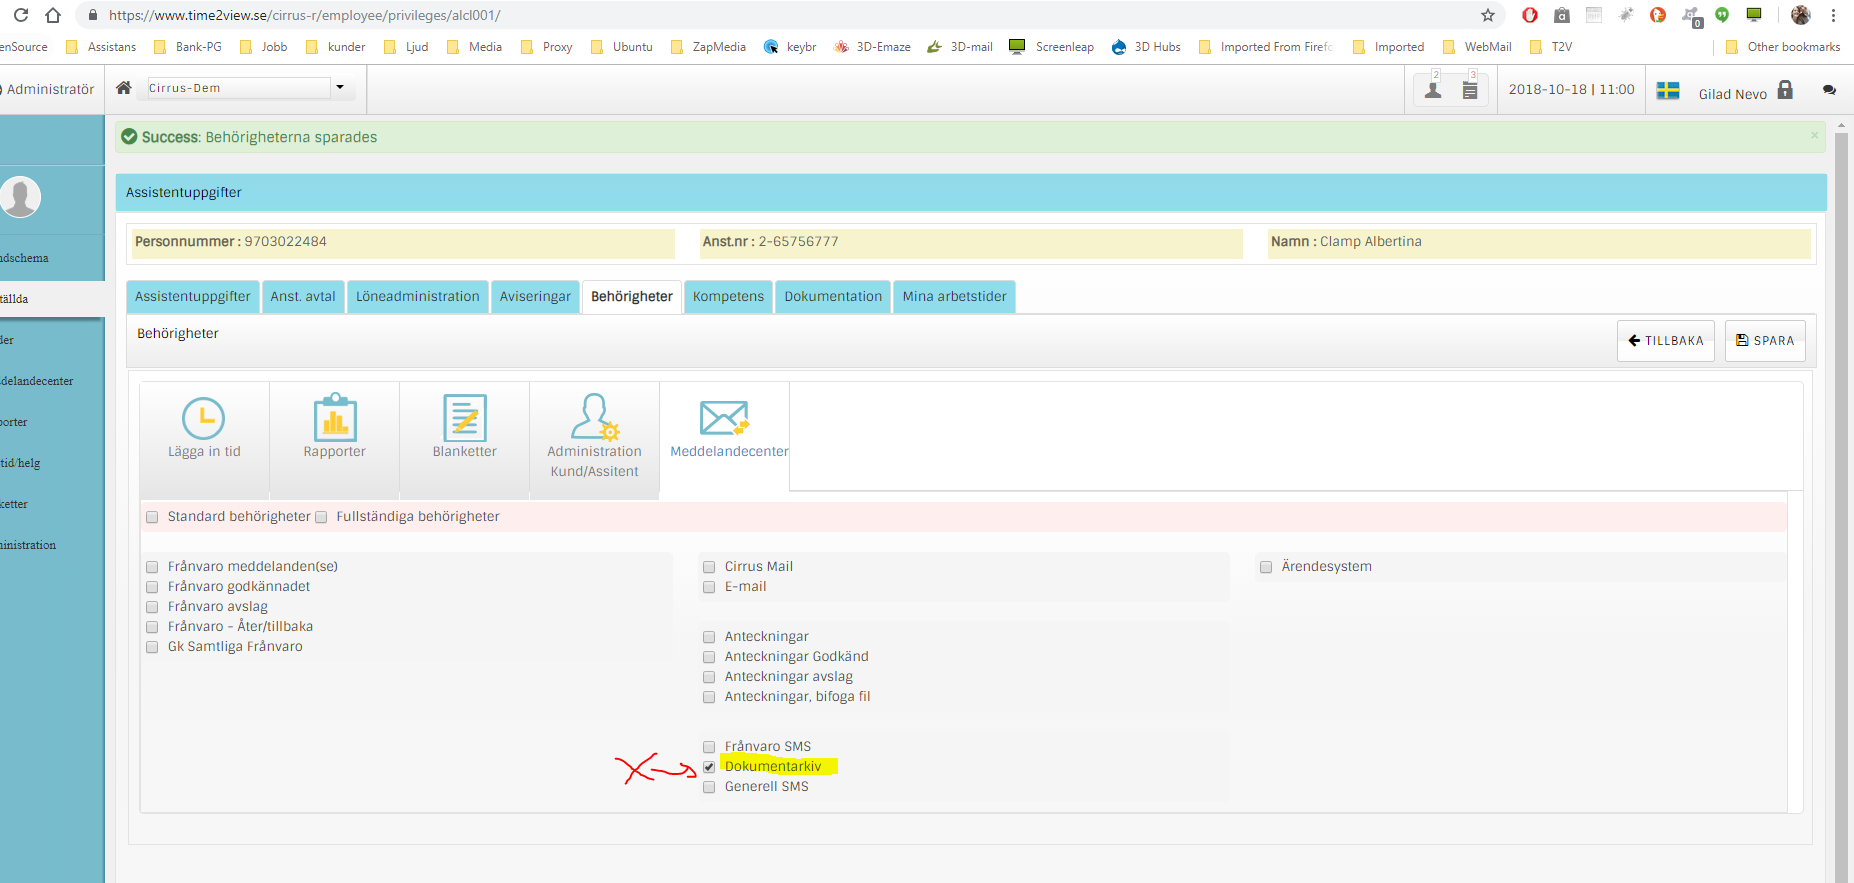 https://www.time2view.se/cirrus-r/employee/privileges/alcl001/
0
enSource Assistans Bank-PG Jobb kunder Ljud Media Proxy Ubuntu ZapMedia keybr 3D-Emaze 3D-mail Screenleap 3D Hubs Imported From Firefo Imported WebMail T2V Other bookmarks
Administratör Cirrus-Dem 2 3 2018-10-18 | 11:00 Gilad Nevo
Success: Behörigheterna sparades ×
Assistentuppgifter
Personnummer : 9703022484 Anst.nr : 2-65756777 Namn : Clamp Albertina
ndschema
tällda
der
ddelandecenter
porter
tid/helg
ketter
ninistration
Assistentuppgifter Anst. avtal Löneadministration Aviseringar Behörigheter Kompetens Dokumentation Mina arbetstider
Behörigheter TILLBAKA SPARA
Lägga in tid Rapporter Blanketter Administration Kund/Assitent Meddelandecenter
Standard behörigheter Fullständiga behörigheter
Frånvaro meddelanden(se)
Frånvaro godkännadet
Frånvaro avslag
Frånvaro - Åter/tillbaka
Gk Samtliga Frånvaro
Cirrus Mail
E-mail
Anteckningar
Anteckningar Godkänd
Anteckningar avslag
Anteckningar, bifoga fil
Frånvaro SMS
Dokumentarkiv
Generell SMS
Ärendesystem